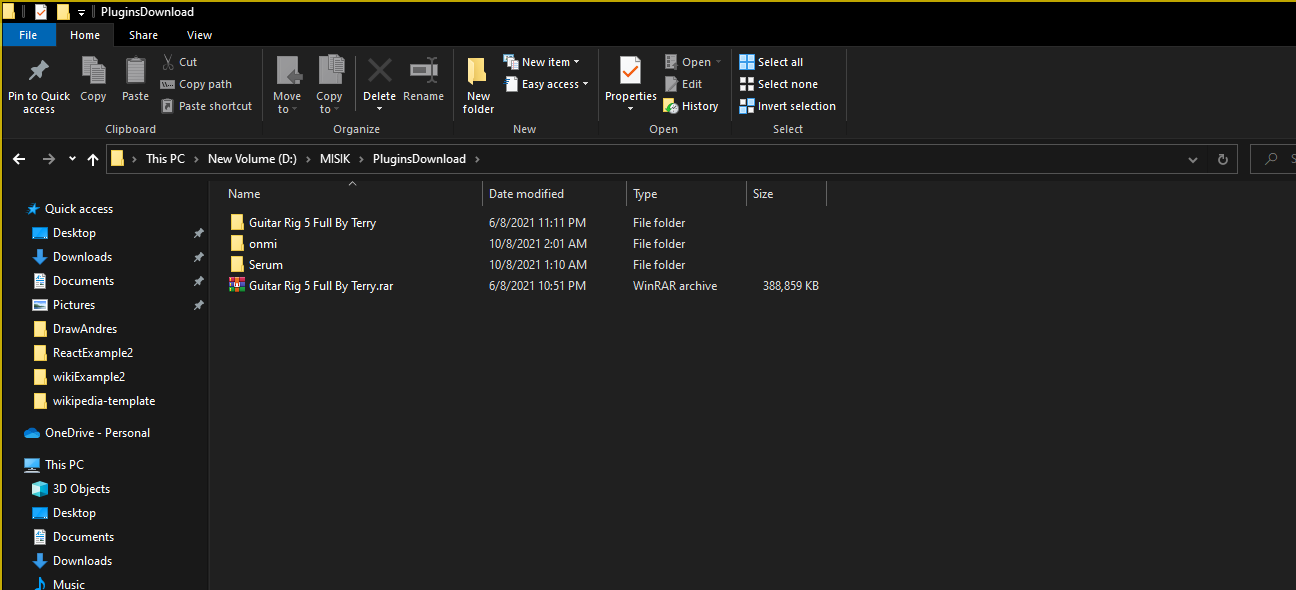 PluginsDownload
File Home Share View
Pin to Quick access
Copy
Paste
Cut
Copy path
Paste shortcut
Clipboard
Move to
Copy to
Delete
Rename
Organize
New folder
New item
Easy access
New
Properties
Open
Edit
History
Open
Select all
Select none
Invert selection
Select
This PC > New Volume (D:) > MISIK > PluginsDownload >
S
Name Date modified Type Size
Guitar Rig 5 Full By Terry 6/8/2021 11:11 PM File folder
onmi 10/8/2021 2:01 AM File folder
Serum 10/8/2021 1:10 AM File folder
Guitar Rig 5 Full By Terry.rar 6/8/2021 10:51 PM WinRAR archive 388,859 KB
Quick access
Desktop
Downloads
Documents
Pictures
DrawAndres
ReactExample2
wikiExample2
wikipedia-template
OneDrive - Personal
This PC
3D Objects
Desktop
Documents
Downloads
Music